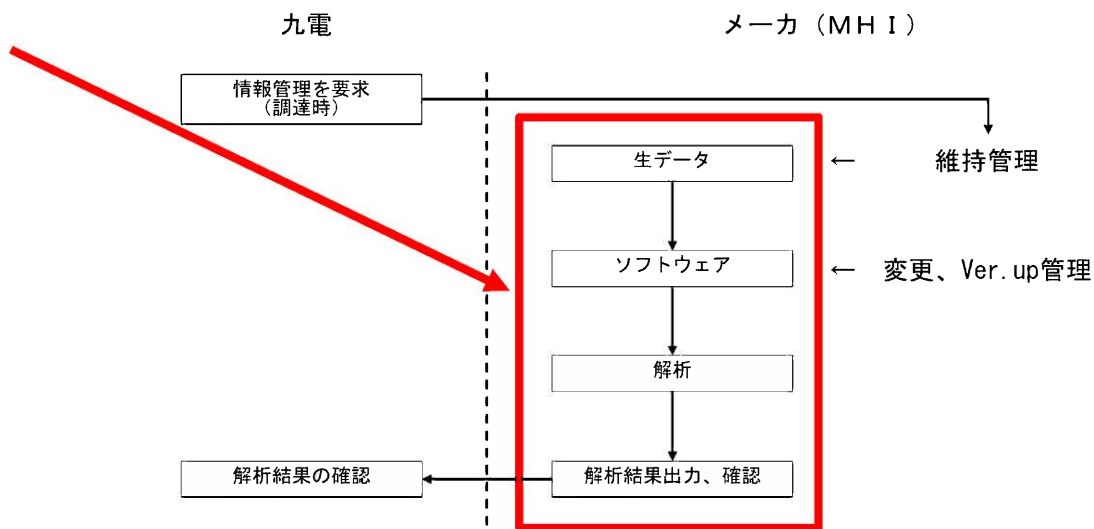 九電
メーカ（ＭＨＩ）
情報管理を要求
（調達時）
生データ
← 維持管理
ソフトウェア
← 変更、Ver.up管理
解析
解析結果の確認
解析結果出力、確認